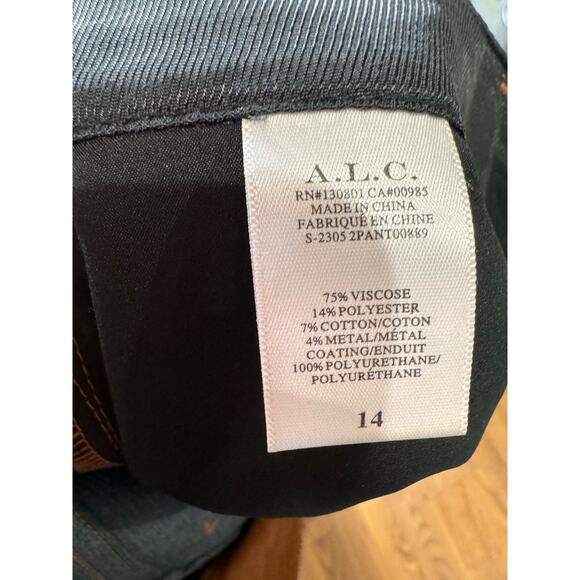 A.L.C.
RN#130801 CA#00985
MADE IN CHINA
FABRIQUÉ EN CHINE
S-2305 2PANT00889
75% VISCOSE
14% POLYESTER
7% COTTON/COTON
4% METAL/MÉTAL
COATING/ENDUIT
100% POLYURETHANE/
POLYURÉTHANE
14